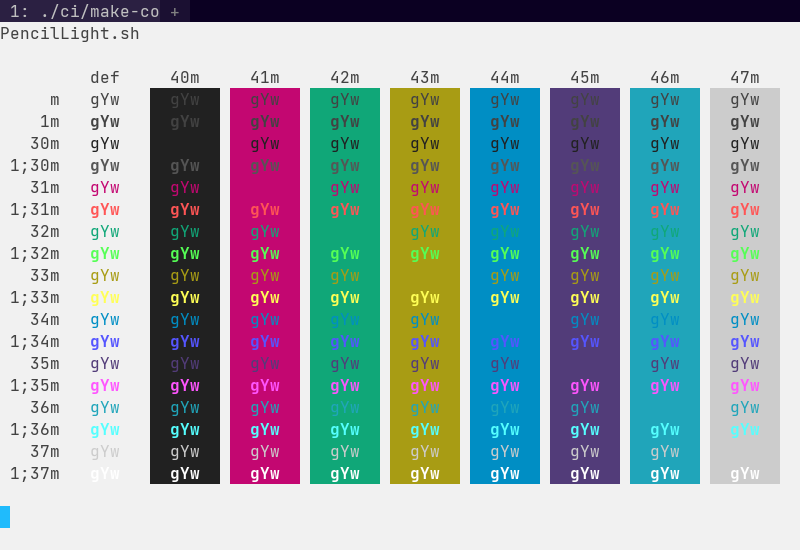 1: ./ci/make-co +
PencilLight.sh
def 40m 41m 42m 43m 44m 45m 46m 47m
m gYw gYw gYw gYw gYw gYw gYw gYw gYw
1m gYw gYw gYw gYw gYw gYw gYw gYw gYw
30m gYw gYw gYw gYw gYw gYw gYw gYw
1;30m gYw gYw gYw gYw gYw gYw gYw gYw gYw
31m gYw gYw gYw gYw gYw gYw gYw gYw
1;31m gYw gYw gYw gYw gYw gYw gYw gYw gYw
32m gYw gYw gYw gYw gYw gYw gYw gYw
1;32m gYw gYw gYw gYw gYw gYw gYw gYw gYw
33m gYw gYw gYw gYw gYw gYw gYw gYw
1;33m gYw gYw gYw gYw gYw gYw gYw gYw gYw
34m gYw gYw gYw gYw gYw gYw gYw gYw
1;34m gYw gYw gYw gYw gYw gYw gYw gYw gYw
35m gYw gYw gYw gYw gYw gYw gYw gYw
1;35m gYw gYw gYw gYw gYw gYw gYw gYw gYw
36m gYw gYw gYw gYw gYw gYw gYw gYw
1;36m gYw gYw gYw gYw gYw gYw gYw gYw gYw
37m gYw gYw gYw gYw gYw gYw gYw gYw
1;37m gYw gYw gYw gYw gYw gYw gYw gYw gYw